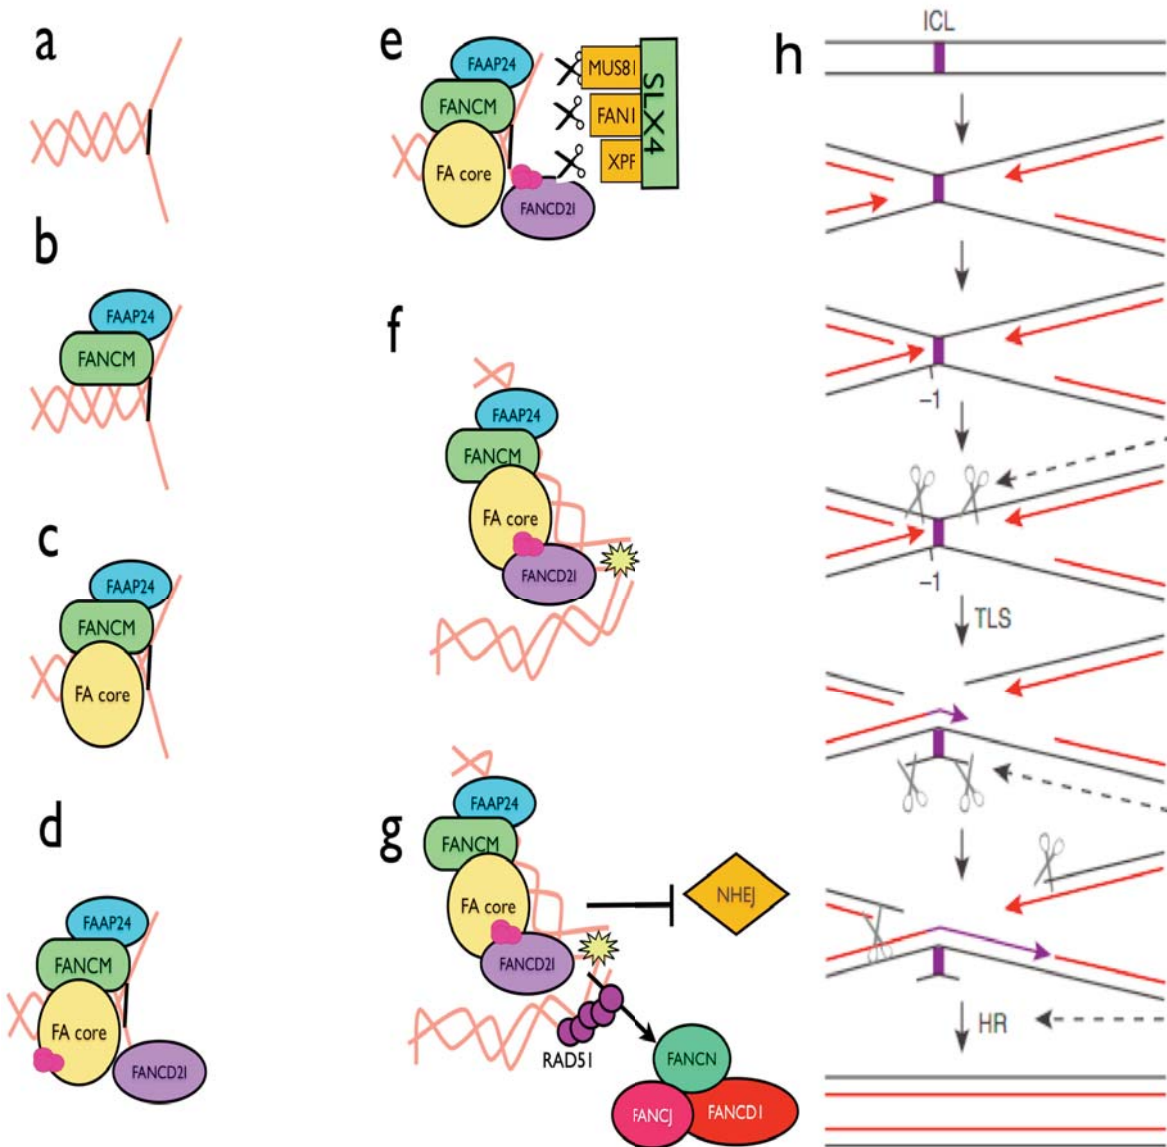 a
b
FAAP24
FANCM
c
FAAP24
FANCM
FA core
d
FAAP24
FANCM
FA core
FANCD2I
e
FAAP24
FANCM
FA core
FANCD2I
MUS81
FAN1
XPF
SLX4
f
FAAP24
FANCM
FA core
FANCD2I
g
FAAP24
FANCM
FA core
FANCD2I
NHEJ
RAD51
FANCN
FANCJ
FANCD1
h
ICL
–1
–1
TLS
HR